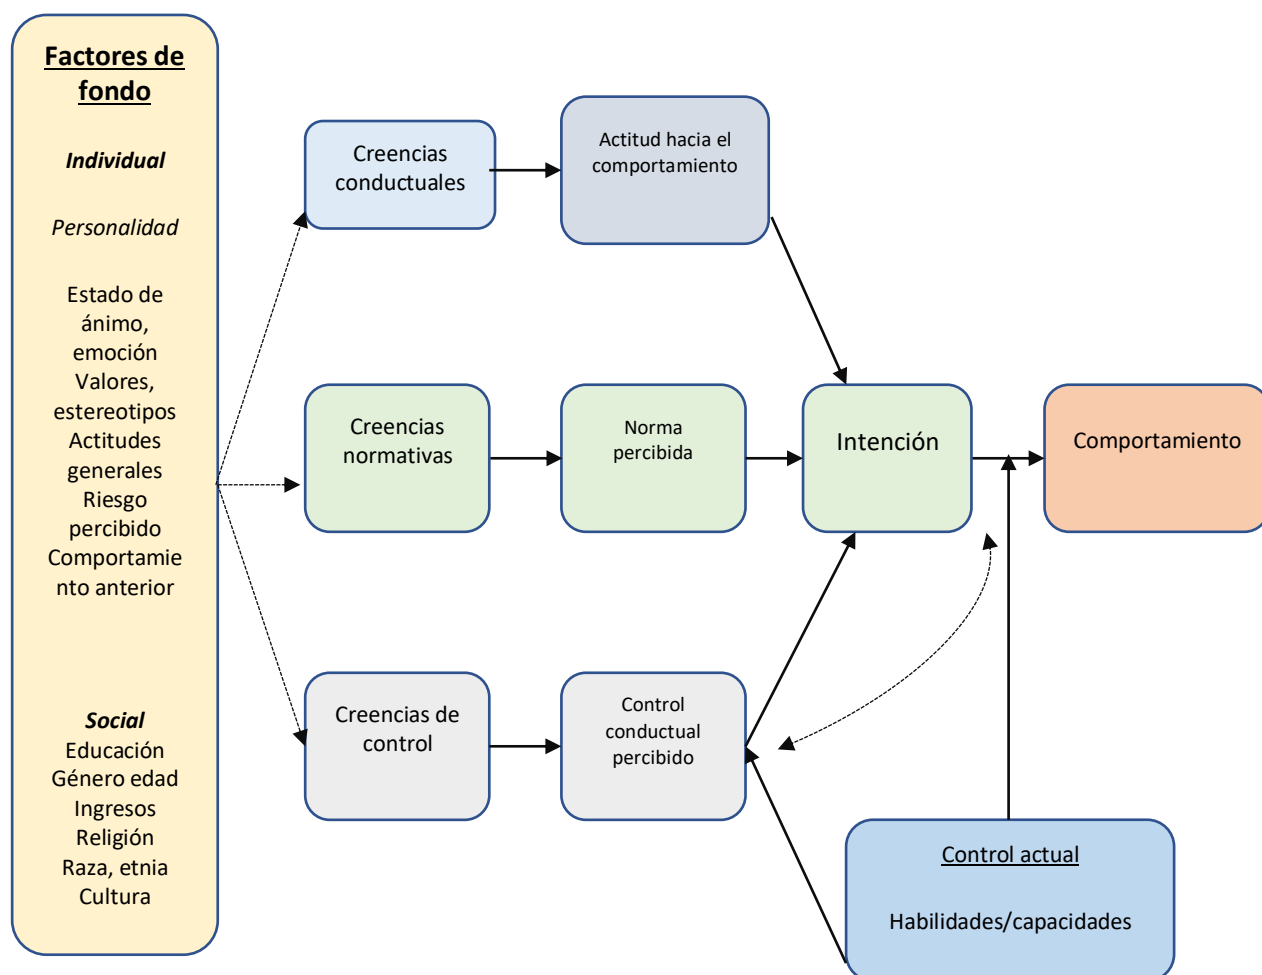 Factores de
fondo
Individual
Personalidad
Estado de
ánimo,
emoción
Valores,
estereotipos
Actitudes
generales
Riesgo
percibido
Comportamie
nto anterior
Social
Educación
Género edad
Ingresos
Religión
Raza, etnia
Cultura
Creencias
conductuales
Actitud hacia el
comportamiento
Creencias
normativas
Norma
percibida
Intención
Comportamiento
Creencias de
control
Control
conductual
percibido
Control actual
Habilidades/capacidades